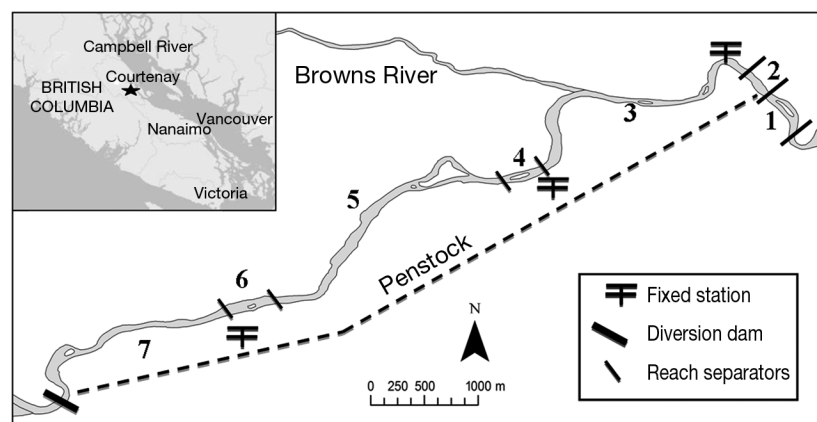 Campbell River
BRITISH
COLUMBIA
Courtenay
Nanaimo
Vancouver
Victoria
Browns River
2
1
3
4
5
6
7
Penstock
N
0 250 500 1000 m
Fixed station
Diversion dam
Reach separators